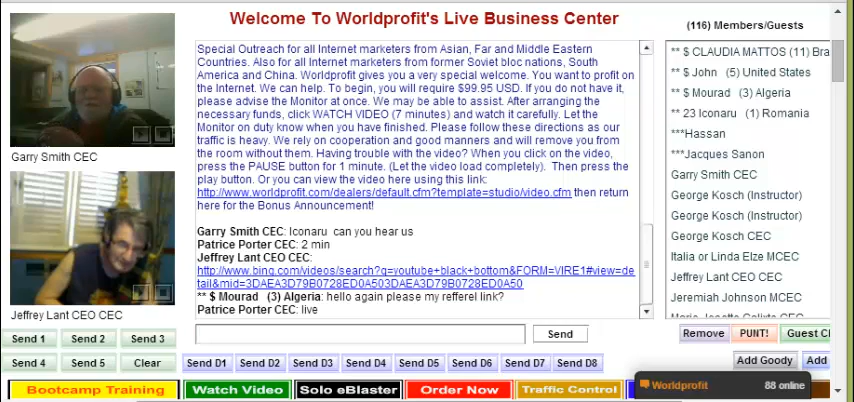 Welcome To Worldprofit's Live Business Center
(116) Members/Guests
Garry Smith CEC
Jeffrey Lant CEO CEC
Special Outreach for all Internet marketers from Asian, Far and Middle Eastern
Countries. Also for all Internet marketers from former Soviet bloc nations, South
America and China. Worldprofit gives you a very special welcome. You want to profit on
the Internet. We can help. To begin, you will require $99.95 USD. If you do not have it,
please advise the Monitor at once. We may be able to assist. After arranging the
necessary funds, click WATCH VIDEO (7 minutes) and watch it carefully. Let the
Monitor on duty know when you have finished. Please follow these directions as our
traffic is heavy. We rely on cooperation and good manners and will remove you from
the room without them. Having trouble with the video? When you click on the video,
press the PAUSE button for 1 minute. (Let the video load completely). Then press the
play button. Or you can view the video here using this link:
http://www.worldprofit.com/dealers/default.cfm?template=studio/video.cfm then return
here for the Bonus Announcement!
Garry Smith CEC: Iconaru can you hear us
Patrice Porter CEC: 2 min
Jeffrey Lant CEO CEC:
http://www.bing.com/videos/search?q=youtube+black+bottom&FORM=VIRE1#view=de
tail&mid=3DAEA3D79B0728ED0A503DAEA3D79B0728ED0A50
** $ Mourad (3) Algeria: hello again please my refferel link?
Patrice Porter CEC: live
** $ CLAUDIA MATTOS (11) Bra
** $ John (5) United States
** $ Mourad (3) Algeria
** 23 Iconaru (1) Romania
***Hassan
***Jacques Sanon
Garry Smith CEC
George Kosch (Instructor)
George Kosch (Instructor)
George Kosch CEC
Italia or Linda Elze MCEC
Jeffrey Lant CEO CEC
Jeremiah Johnson MCEC
Send
Remove PUNT! Guest Cl
Send 1 Send 2 Send 3
Send 4 Send 5 Clear
Send D1 Send D2 Send D3 Send D4 Send D5 Send D6 Send D7 Send D8
Add Goody Add
Bootcamp Training Watch Video Solo eBlaster Order Now Traffic Control
Worldprofit 88 online